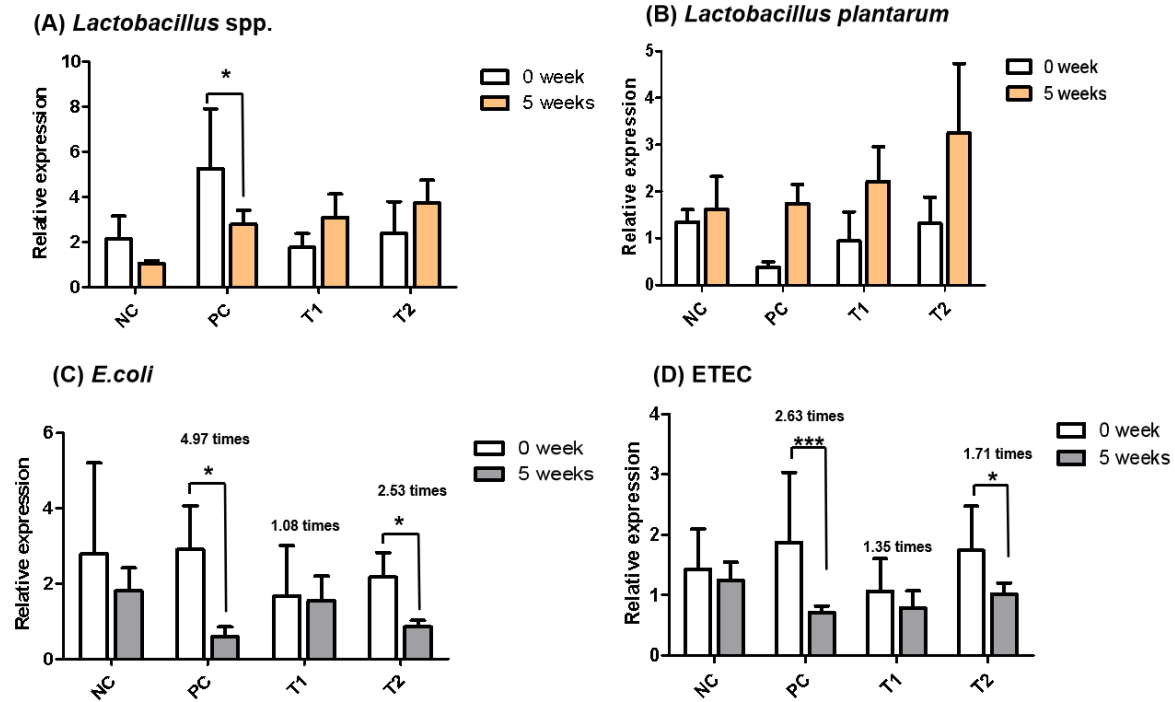 (A) Lactobacillus spp.
Relative expression
10
8
6
4
2
0
*
0 week
5 weeks
NC
PC
T1
T2
(B) Lactobacillus plantarum
Relative expression
5
4
3
2
1
0
0 week
5 weeks
NC
PC
T1
T2
(C) E.coli
Relative expression
6
4
2
0
4.97 times
*
1.08 times
2.53 times
*
0 week
5 weeks
NC
PC
T1
T2
(D) ETEC
Relative expression
4
3
2
1
0
2.63 times
***
1.35 times
1.71 times
*
0 week
5 weeks
NC
PC
T1
T2